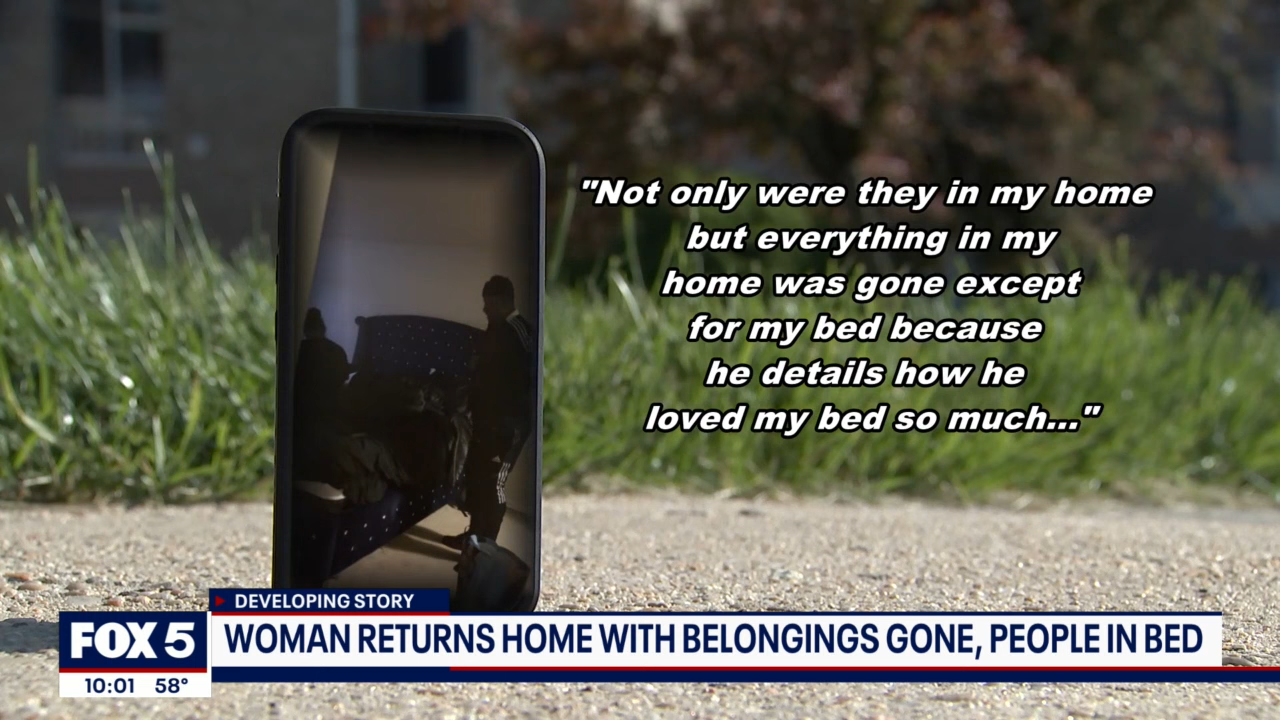 "Not only were they in my home
but everything in my
home was gone except
for my bed because
he details how he
loved my bed so much..."
DEVELOPING STORY
FOX 5
WOMAN RETURNS HOME WITH BELONGINGS GONE, PEOPLE IN BED
10:01 58°